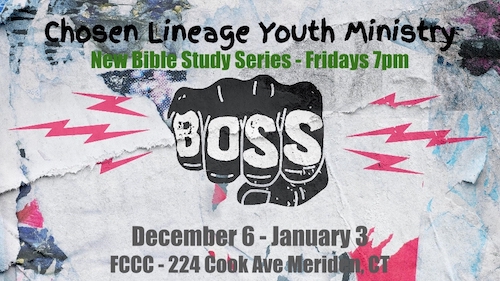 Chosen Lineage Youth Ministry
New Bible Study Series - Fridays 7pm
BOSS
December 6 - January 3
FCCC - 224 Cook Ave Meriden, CT